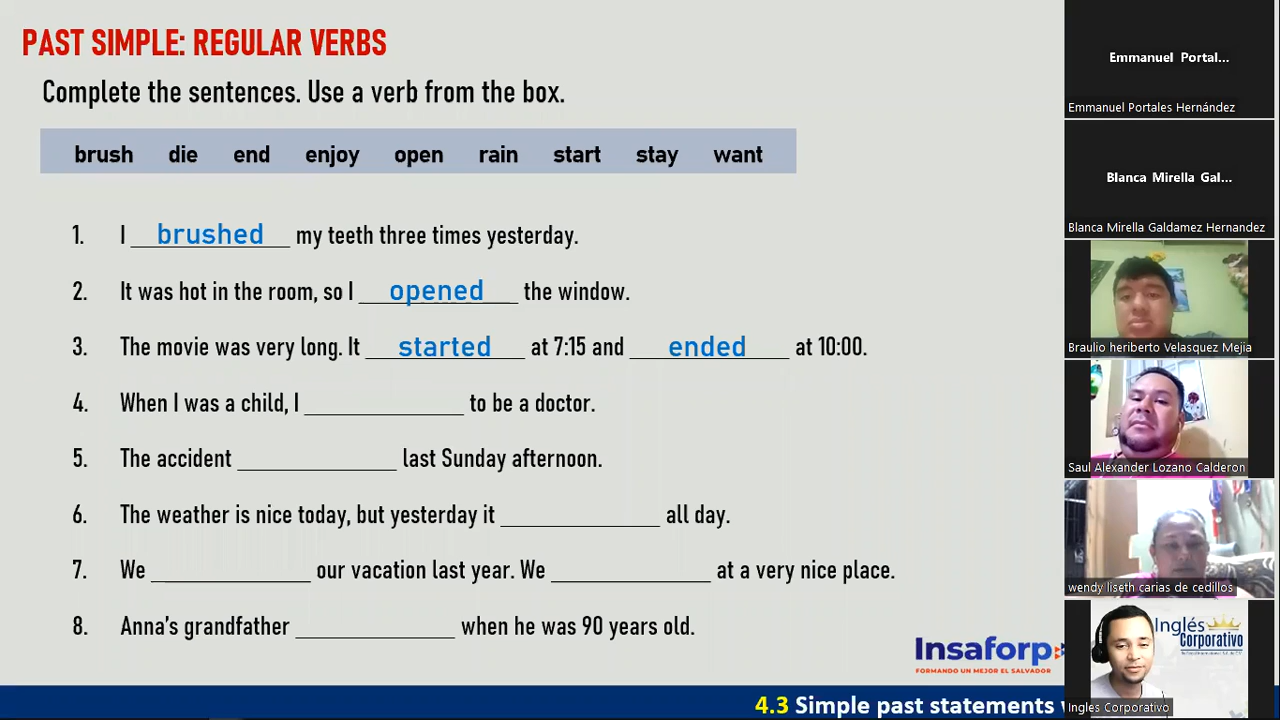 PAST SIMPLE: REGULAR VERBS
Complete the sentences. Use a verb from the box.
brush die end enjoy open rain start stay want
1. I brushed my teeth three times yesterday.
2. It was hot in the room, so I opened the window.
3. The movie was very long. It started at 7:15 and ended at 10:00.
4. When I was a child, I ____________ to be a doctor.
5. The accident ____________ last Sunday afternoon.
6. The weather is nice today, but yesterday it ____________ all day.
7. We ____________ our vacation last year. We ____________ at a very nice place.
8. Anna's grandfather ____________ when he was 90 years old.
Insaforp
FORMANDO UN MEJOR EL SALVADOR
4.3 Simple past statements
Emmanuel Portal...
Emmanuel Portales Hernández
Blanca Mirella Gal...
Blanca Mirella Galdamez Hernandez
Braulio heriberto Velasquez Mejia
Saul Alexander Lozano Calderon
wendy liseth carias de cedillos
Inglés
Corporativo
Ingles Corporativo